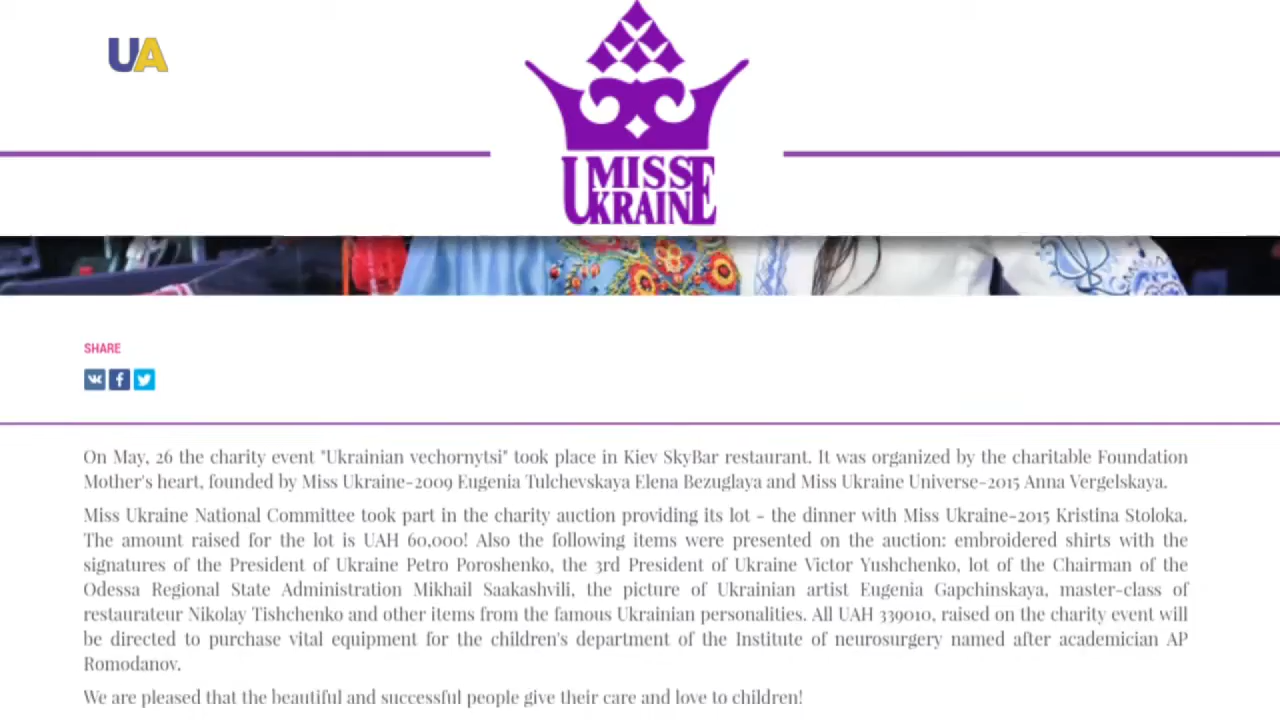 UA
MISS
UKRAINE
SHARE
On May, 26 the charity event "Ukrainian vechornytsi" took place in Kiev SkyBar restaurant. It was organized by the charitable Foundation
Mother's heart, founded by Miss Ukraine-2009 Eugenia Tulchevskaya Elena Bezuglaya and Miss Ukraine Universe-2015 Anna Vergelskaya.
Miss Ukraine National Committee took part in the charity auction providing its lot - the dinner with Miss Ukraine-2015 Kristina Stoloka.
The amount raised for the lot is UAH 60,000! Also the following items were presented on the auction: embroidered shirts with the
signatures of the President of Ukraine Petro Poroshenko, the 3rd President of Ukraine Victor Yushchenko, lot of the Chairman of the
Odessa Regional State Administration Mikhail Saakashvili, the picture of Ukrainian artist Eugenia Gapchinskaya, master-class of
restaurateur Nikolay Tishchenko and other items from the famous Ukrainian personalities. All UAH 339010, raised on the charity event will
be directed to purchase vital equipment for the children's department of the Institute of neurosurgery named after academician AP
Romodanov.
We are pleased that the beautiful and successful people give their care and love to children!